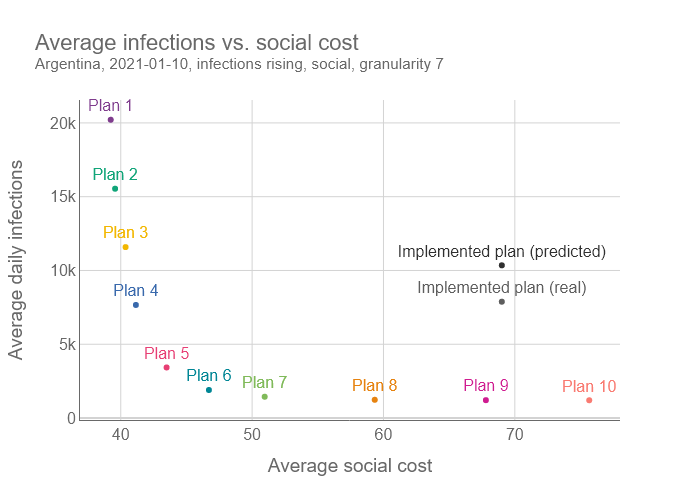 Average infections vs. social cost
Argentina, 2021-01-10, infections rising, social, granularity 7
Average daily infections
20k
15k
10k
5k
0
Plan 1
Plan 2
Plan 3
Implemented plan (predicted)
Plan 4
Implemented plan (real)
Plan 5
Plan 6
Plan 7
Plan 8
Plan 9
Plan 10
40
50
60
70
Average social cost